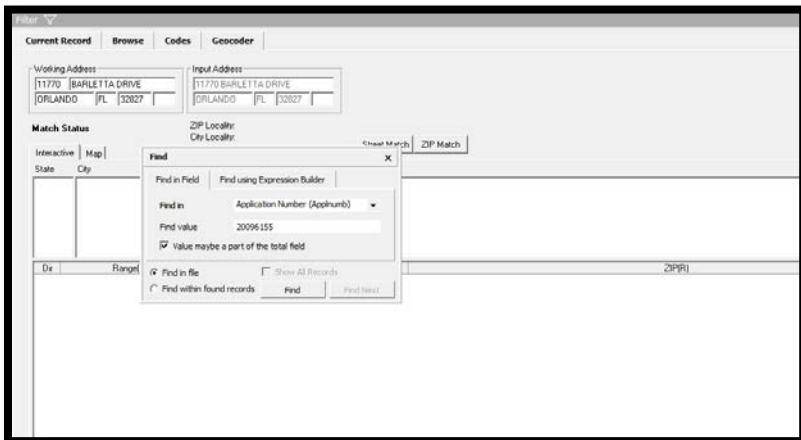 Filter
Current Record Browse Codes Geocoder
Working Address Input Address
11770 BARLETTA DRIVE 11770 BARLETTA DRIVE
ORLANDO FL 32827 ORLANDO FL 32827
Match Status ZIP Locality:
City Locality:
Street Match ZIP Match
Interactive Map
Find x
State City
Find in Field Find using Expression Builder
Find in Application Number (Applnumb)
Find value 20096155
Value maybe a part of the total field
Dir Range( ZIP(R)
Find in file Show All Records
Find within found records Find Find Next